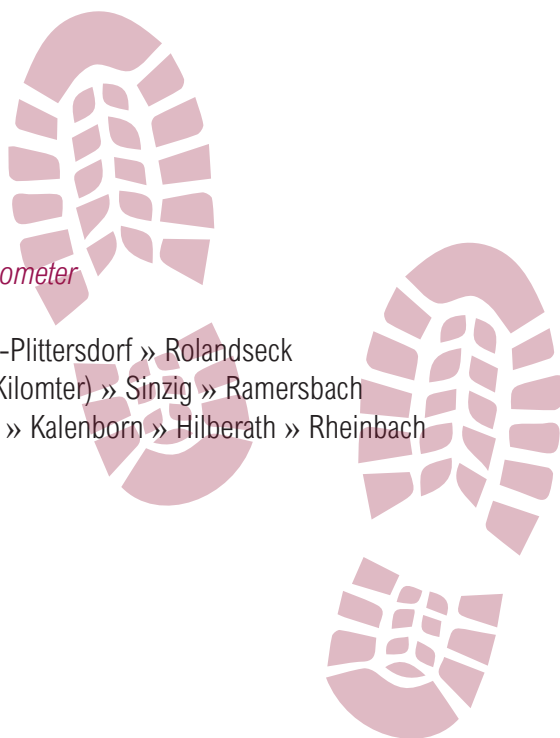 ometer
-Plittersdorf » Rolandseck
Kilomter) » Sinzig » Ramersbach
» Kalenborn » Hilberath » Rheinbach